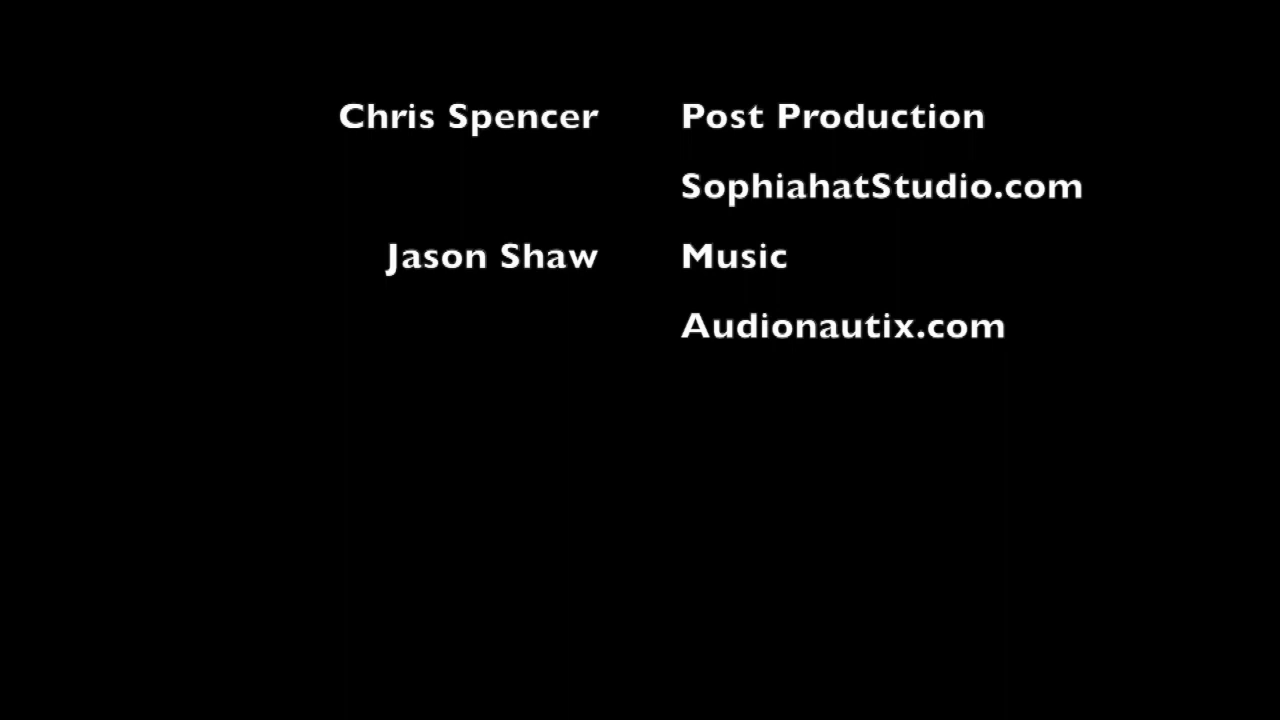 Chris Spencer Post Production
SophiahatStudio.com
Jason Shaw Music
Audionautix.com